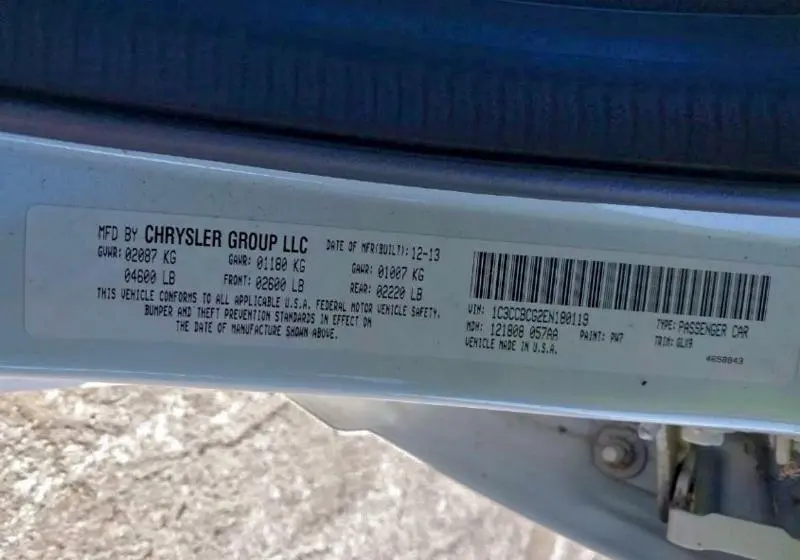 MFD BY CHRYSLER GROUP LLC DATE OF MFR(BUILT): 12-13
GVWR: 02087 KG GAWR: 01180 KG GAWR: 01007 KG
04600 LB FRONT: 02600 LB REAR: 02220 LB
THIS VEHICLE CONFORMS TO ALL APPLICABLE U.S.A. FEDERAL MOTOR VEHICLE SAFETY,
BUMPER AND THEFT PREVENTION STANDARDS IN EFFECT ON
THE DATE OF MANUFACTURE SHOWN ABOVE.
VIN: 1C3CCBCG2EN180119 TYPE: PASSENGER CAR
MDH: 121808 057AA PAINT: PW7 TRIM: GLX9
VEHICLE MADE IN U.S.A. 4658843